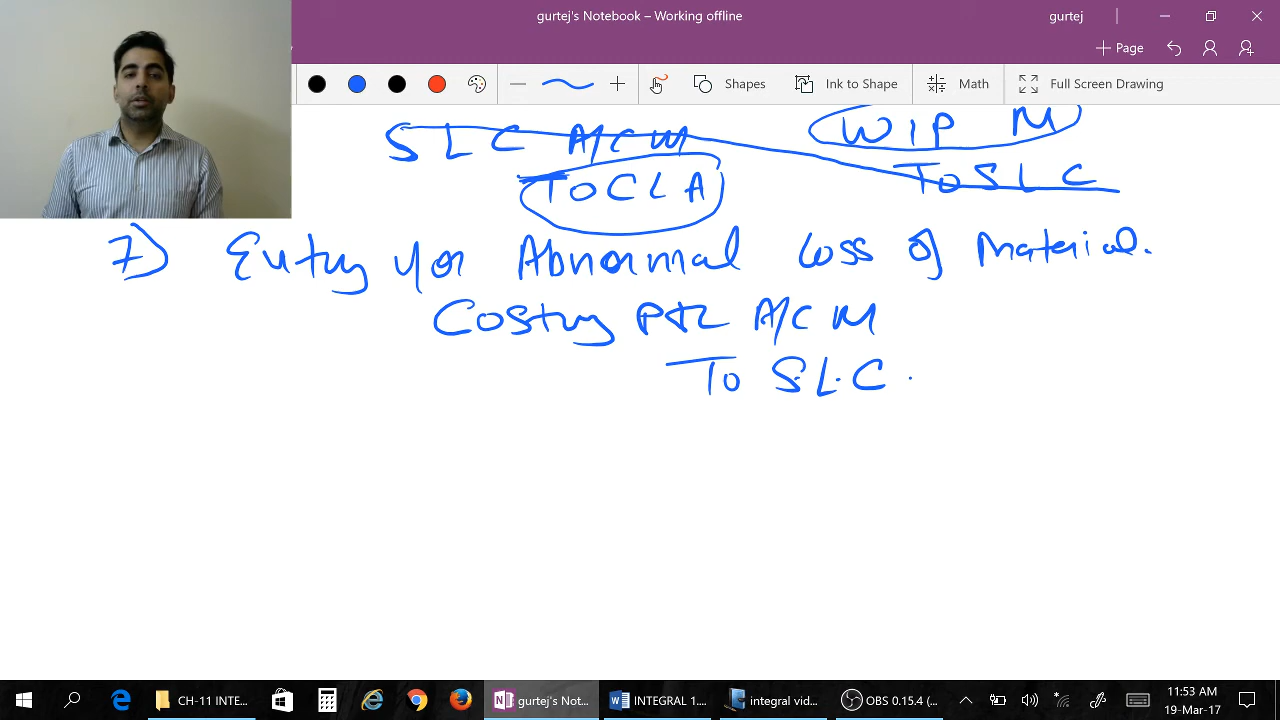 gurtej's Notebook – Working offline
gurtej
Page
Shapes
Ink to Shape
Math
Full Screen Drawing
SLC A/C M
WIP M
To CLA
To SLC
7) Entry for Abnormal Loss of Material.
Costing P&L A/C M
To S.L.C.
CH-11 INTE...
gurtej's Not...
INTEGRAL 1....
integral vid...
OBS 0.15.4 (...
11:53 AM
19-Mar-17